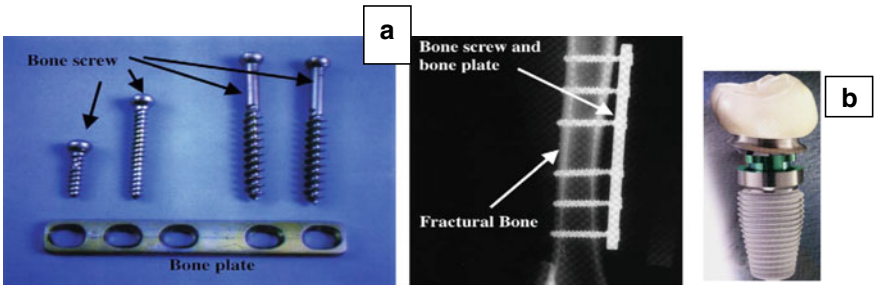 a
Bone screw
Bone plate
Bone screw and
bone plate
Fractural Bone
b